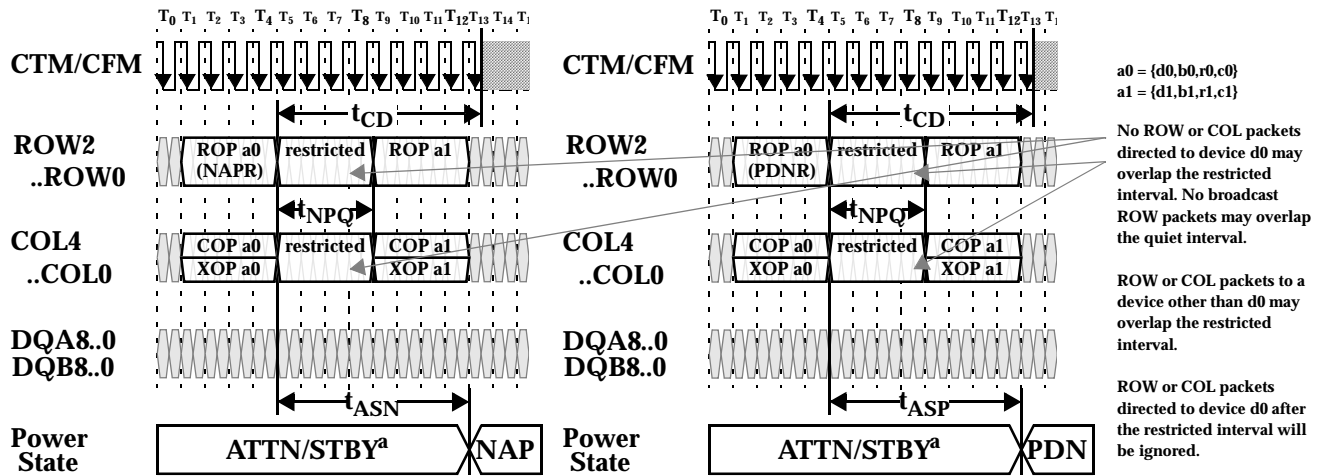 T0 T1 T2 T3 T4 T5 T6 T7 T8 T9 T10 T11 T12 T13 T14 T1
CTM/CFM
tCD
ROW2
..ROW0
ROP a0
(NAPR)
restricted
ROP a1
tNPQ
COL4
..COL0
COP a0
XOP a0
restricted
COP a1
XOP a1
DQA8..0
DQB8..0
tASN
Power
State
ATTN/STBYa
NAP
T0 T1 T2 T3 T4 T5 T6 T7 T8 T9 T10 T11 T12 T13 T1
CTM/CFM
tCD
ROW2
..ROW0
ROP a0
(PDNR)
restricted
ROP a1
tNPQ
COL4
..COL0
COP a0
XOP a0
restricted
COP a1
XOP a1
DQA8..0
DQB8..0
tASP
Power
State
ATTN/STBYa
PDN
a0 = {d0,b0,r0,c0}
a1 = {d1,b1,r1,c1}
No ROW or COL packets
directed to device d0 may
overlap the restricted
interval. No broadcast
ROW packets may overlap
the quiet interval.
ROW or COL packets to a
device other than d0 may
overlap the restricted
interval.
ROW or COL packets
directed to device d0 after
the restricted interval will
be ignored.